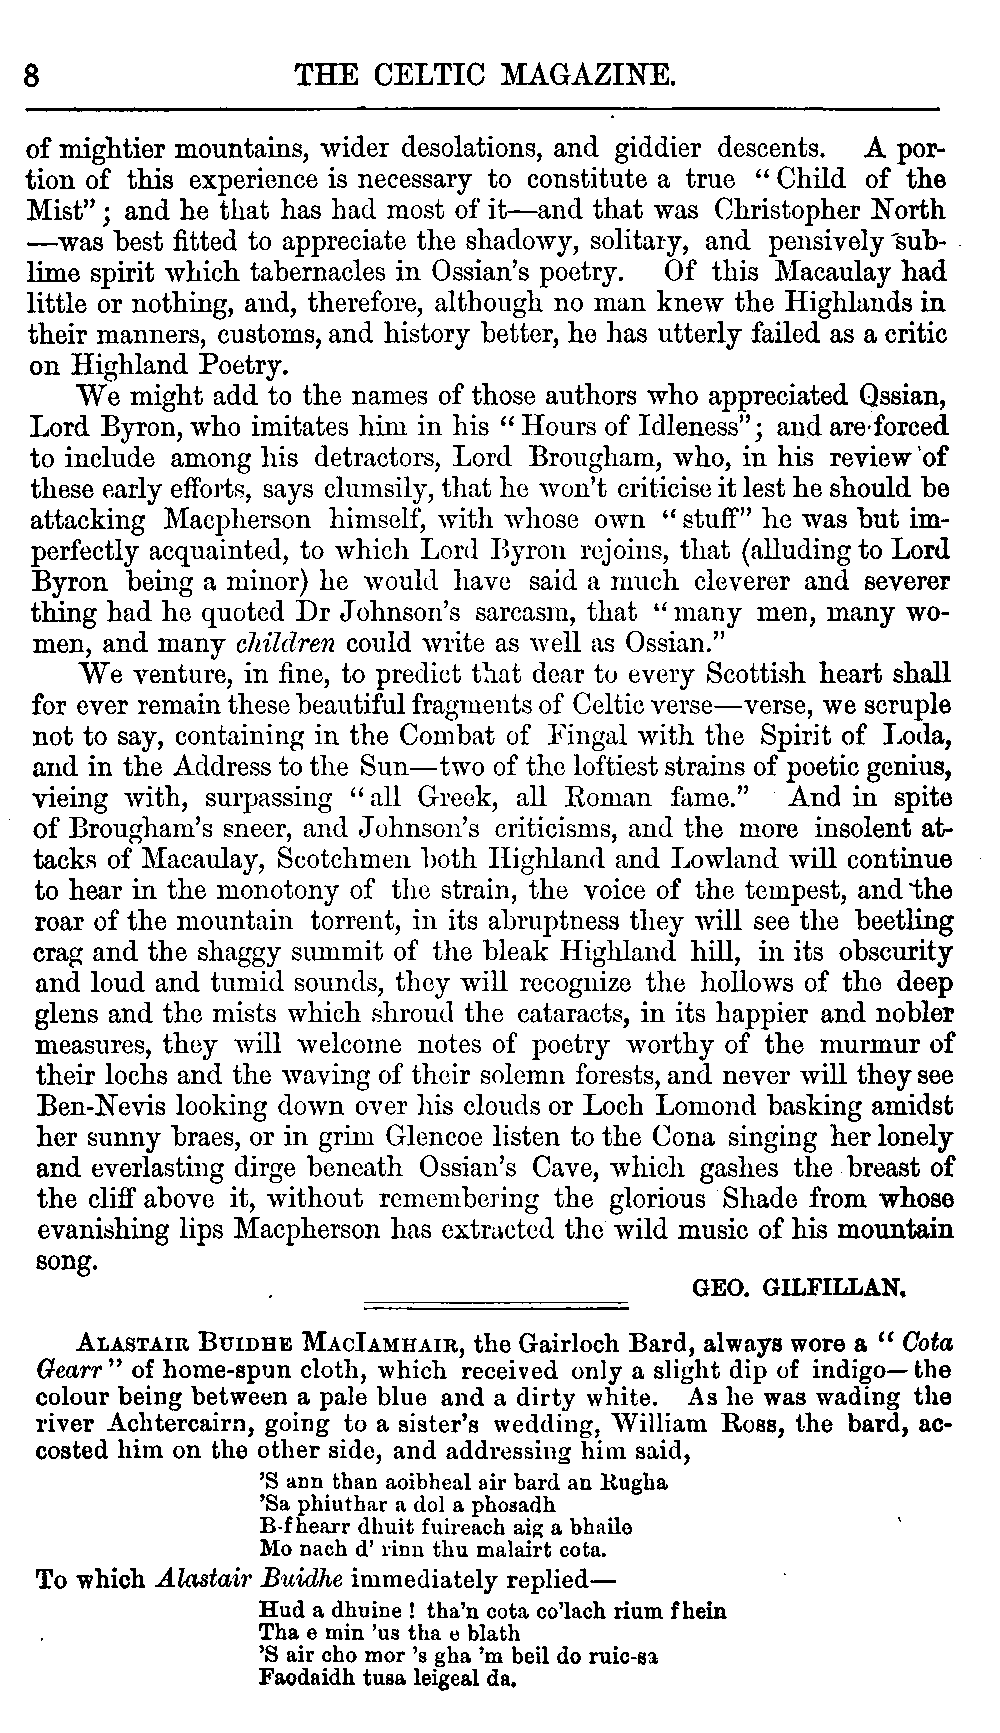 8 THE CELTIC MAGAZINE.
of mightier mountains, wider desolations, and giddier descents. A por-
tion of this experience is necessary to constitute a true "Child of the
Mist"; and he that has had most of it—and that was Christopher North
—was best fitted to appreciate the shadowy, solitary, and pensively sub-
lime spirit which tabernacles in Ossian's poetry. Of this Macaulay had
little or nothing, and, therefore, although no man knew the Highlands in
their manners, customs, and history better, he has utterly failed as a critic
on Highland Poetry.
We might add to the names of those authors who appreciated Ossian,
Lord Byron, who imitates him in his "Hours of Idleness"; and are forced
to include among his detractors, Lord Brougham, who, in his review of
these early efforts, says clumsily, that he won't criticise it lest he should be
attacking Macpherson himself, with whose own "stuff" he was but im-
perfectly acquainted, to which Lord Byron rejoins, that (alluding to Lord
Byron being a minor) he would have said a much cleverer and severer
thing had he quoted Dr Johnson's sarcasm, that "many men, many wo-
men, and many children could write as well as Ossian."
We venture, in fine, to predict that dear to every Scottish heart shall
for ever remain these beautiful fragments of Celtic verse—verse, we scruple
not to say, containing in the Combat of Fingal with the Spirit of Loda,
and in the Address to the Sun—two of the loftiest strains of poetic genius,
vieing with, surpassing "all Greek, all Roman fame." And in spite
of Brougham's sneer, and Johnson's criticisms, and the more insolent at-
tacks of Macaulay, Scotchmen both Highland and Lowland will continue
to hear in the monotony of the strain, the voice of the tempest, and the
roar of the mountain torrent, in its abruptness they will see the beetling
crag and the shaggy summit of the bleak Highland hill, in its obscurity
and loud and tumid sounds, they will recognize the hollows of the deep
glens and the mists which shroud the cataracts, in its happier and nobler
measures, they will welcome notes of poetry worthy of the murmur of
their lochs and the waving of their solemn forests, and never will they see
Ben-Nevis looking down over his clouds or Loch Lomond basking amidst
her sunny braes, or in grim Glencoe listen to the Cona singing her lonely
and everlasting dirge beneath Ossian's Cave, which gashes the breast of
the cliff above it, without remembering the glorious Shade from whose
evanishing lips Macpherson has extracted the wild music of his mountain
song.
GEO. GILFILLAN.
ALASTAIR BUIDHE MACIAMHAIR, the Gairloch Bard, always wore a "Cota
Gearr" of home-spun cloth, which received only a slight dip of indigo—the
colour being between a pale blue and a dirty white. As he was wading the
river Achtercairn, going to a sister's wedding, William Ross, the bard, ac-
costed him on the other side, and addressing him said,
'S ann than aoibheal air bard an Rugha
'Sa phiuthar a dol a phosadh
B-fhearr dhuit fuireach aig a bhaile
Mo nach d' rinn thu malairt cota.
To which Alastair Buidhe immediately replied—
Hud a dhuine! tha'n cota co'lach rium fhein
Tha e min 'us tha e blath
'S air cho mor 's gha 'm beil do ruic-sa
Faodaidh tusa leigeal da.